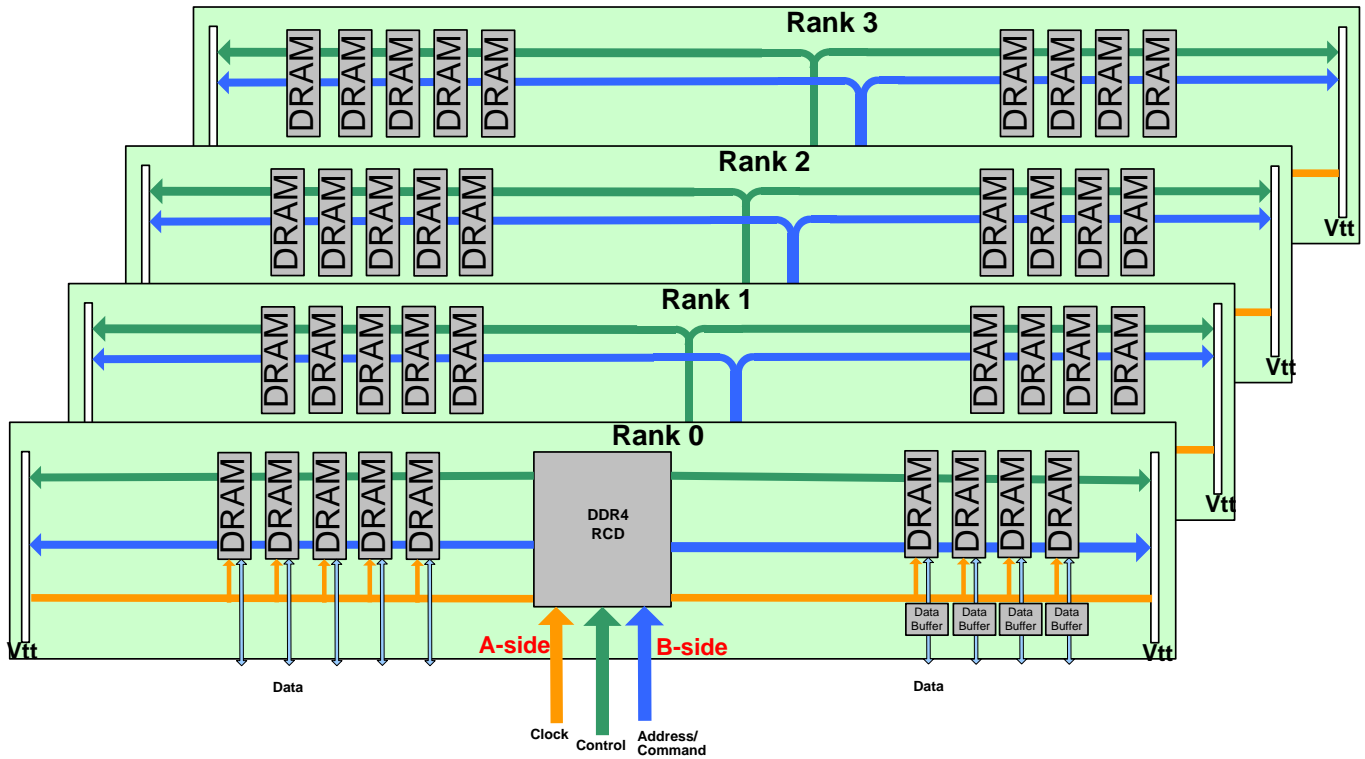 Rank 3
DRAM DRAM DRAM DRAM DRAM DRAM DRAM DRAM DRAM
Vtt
Rank 2
DRAM DRAM DRAM DRAM DRAM DRAM DRAM DRAM DRAM
Vtt
Rank 1
DRAM DRAM DRAM DRAM DRAM DRAM DRAM DRAM DRAM
Vtt
Rank 0
DRAM DRAM DRAM DRAM DRAM DRAM DRAM DRAM DRAM
DDR4
RCD
Data Data Data Data
Buffer Buffer Buffer Buffer
A-side B-side
Vtt Vtt
Data Data
Clock
Control
Address/
Command